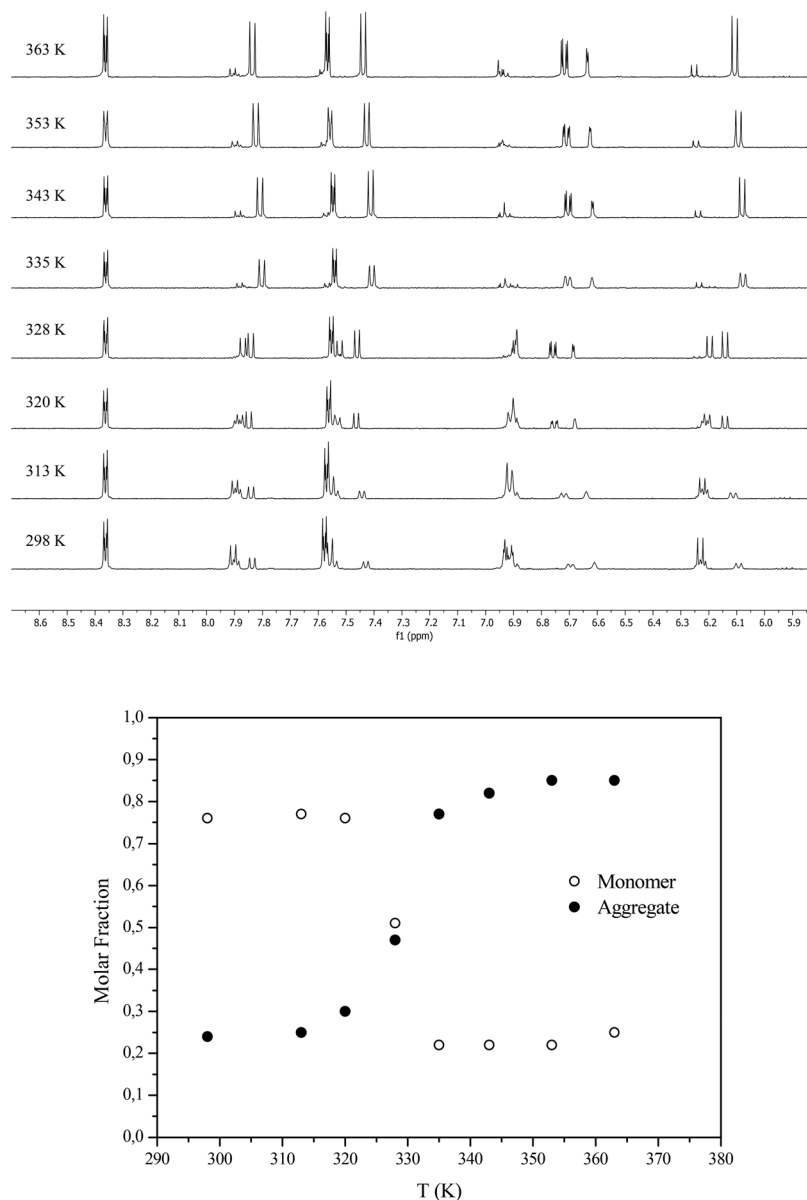 363 K
353 K
343 K
335 K
328 K
320 K
313 K
298 K
8.6 8.5 8.4 8.3 8.2 8.1 8.0 7.9 7.8 7.7 7.6 7.5 7.4 7.3 7.2 7.1 7.0 6.9 6.8 6.7 6.6 6.5 6.4 6.3 6.2 6.1 6.0 5.9
f1 (ppm)
1,0
0,9
0,8
0,7
0,6
0,5
0,4
0,3
0,2
0,1
0,0
Molar Fraction
Monomer
Aggregate
290 300 310 320 330 340 350 360 370 380
T (K)